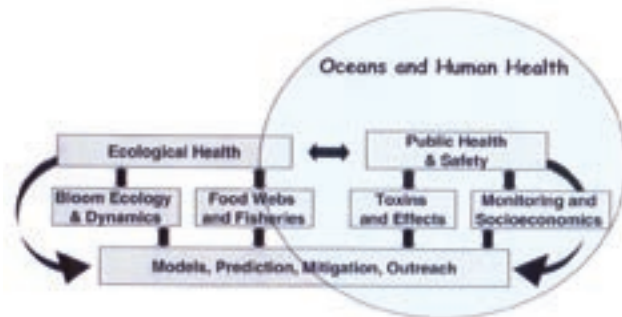 Oceans and Human Health
Ecological Health
Public Health
& Safety
Bloom Ecology
& Dynamics
Food Webs
and Fisheries
Toxins
and Effects
Monitoring and
Socioeconomics
Models, Prediction, Mitigation, Outreach